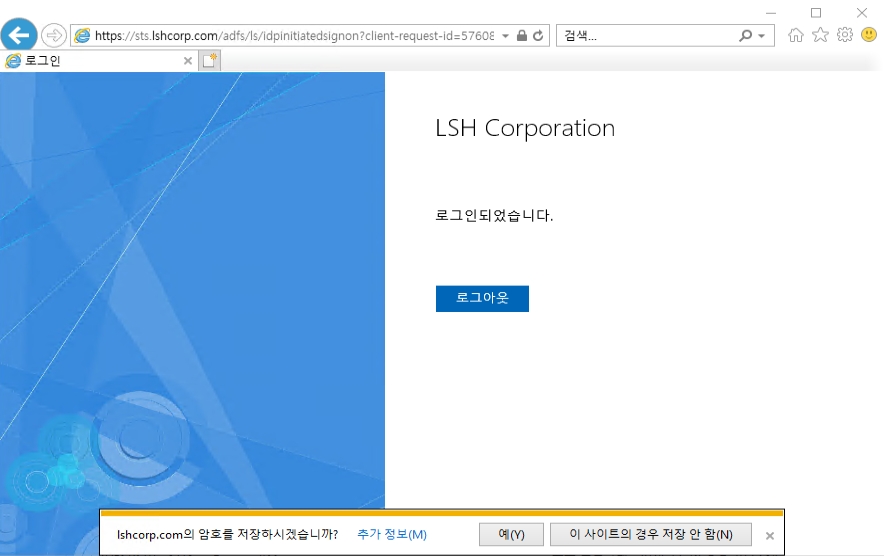 https://sts.lshcorp.com/adfs/ls/idpinitiatedsignon?client-request-id=57608
검색...
로그인
LSH Corporation
로그인되었습니다.
로그아웃
lshcorp.com의 암호를 저장하시겠습니까? 추가 정보(M) 예(Y) 이 사이트의 경우 저장 안 함(N)